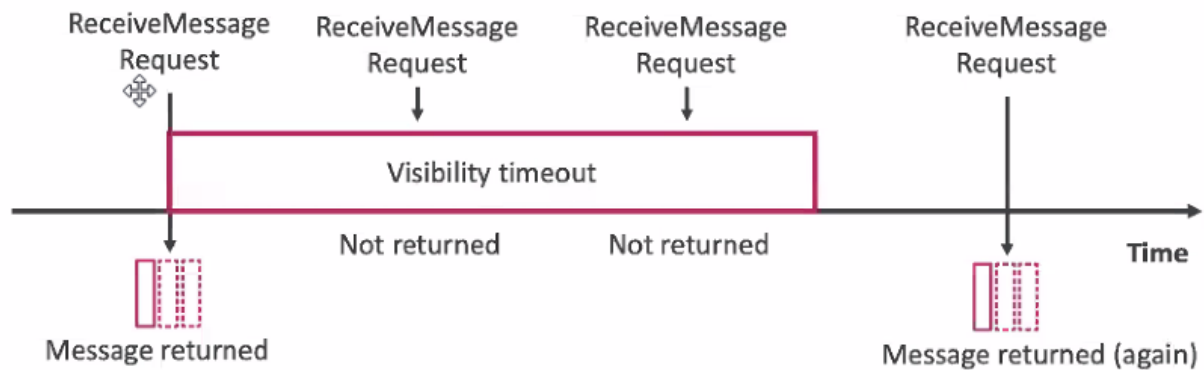 ReceiveMessage
Request
ReceiveMessage
Request
ReceiveMessage
Request
ReceiveMessage
Request
Visibility timeout
Not returned
Not returned
Time
Message returned
Message returned (again)